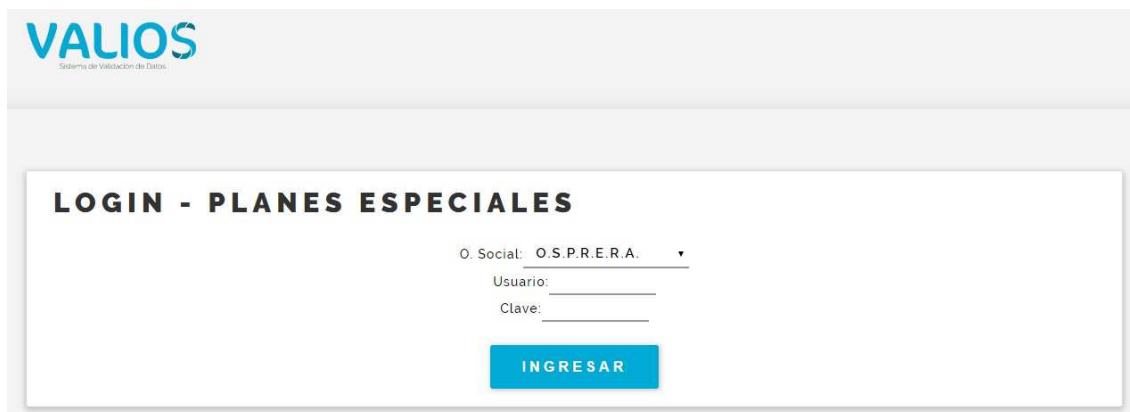 VALIOS
Sistema de Validación de Datos
LOGIN - PLANES ESPECIALES
O. Social: O.S.P.R.E.R.A.
Usuario:
Clave:
INGRESAR